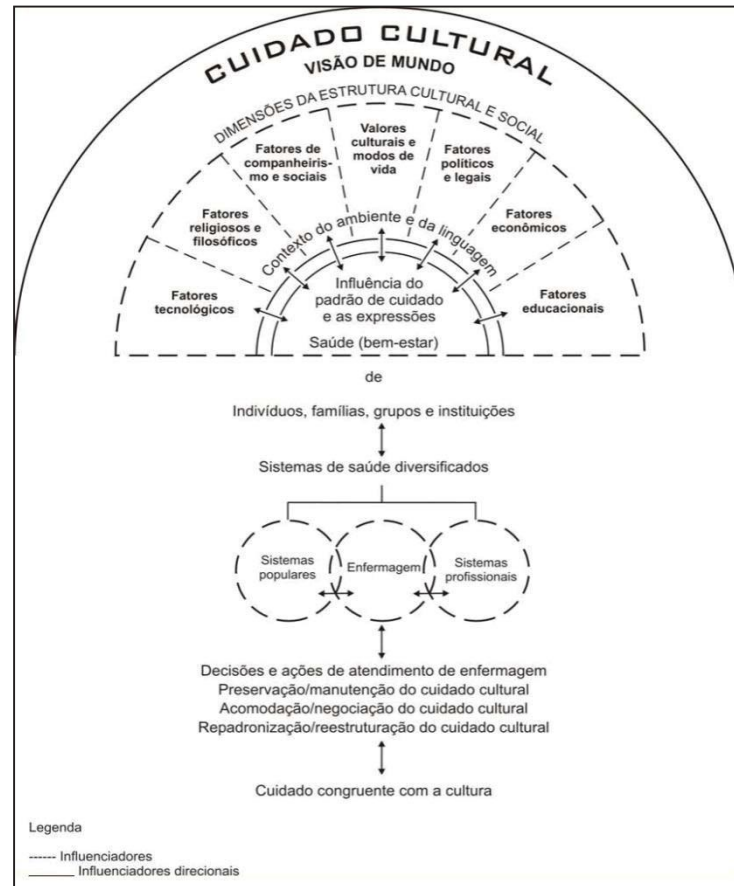 CUIDADO CULTURAL
VISÃO DE MUNDO
DIMENSÕES DA ESTRUTURA CULTURAL E SOCIAL
Fatores
tecnológicos
Fatores
religiosos e
filosóficos
Fatores de
companheiris-
mo e sociais
Valores
culturais e
modos de
vida
Fatores
políticos
e legais
Fatores
econômicos
Fatores
educacionais
Contexto do ambiente e da linguagem
Influência do
padrão de cuidado
e as expressões
Saúde (bem-estar)
de
Indivíduos, famílias, grupos e instituições
Sistemas de saúde diversificados
Sistemas
populares
Enfermagem
Sistemas
profissionais
Decisões e ações de atendimento de enfermagem
Preservação/manutenção do cuidado cultural
Acomodação/negociação do cuidado cultural
Repadronização/reestruturação do cuidado cultural
Cuidado congruente com a cultura
Legenda
------ Influenciadores
______ Influenciadores direcionais